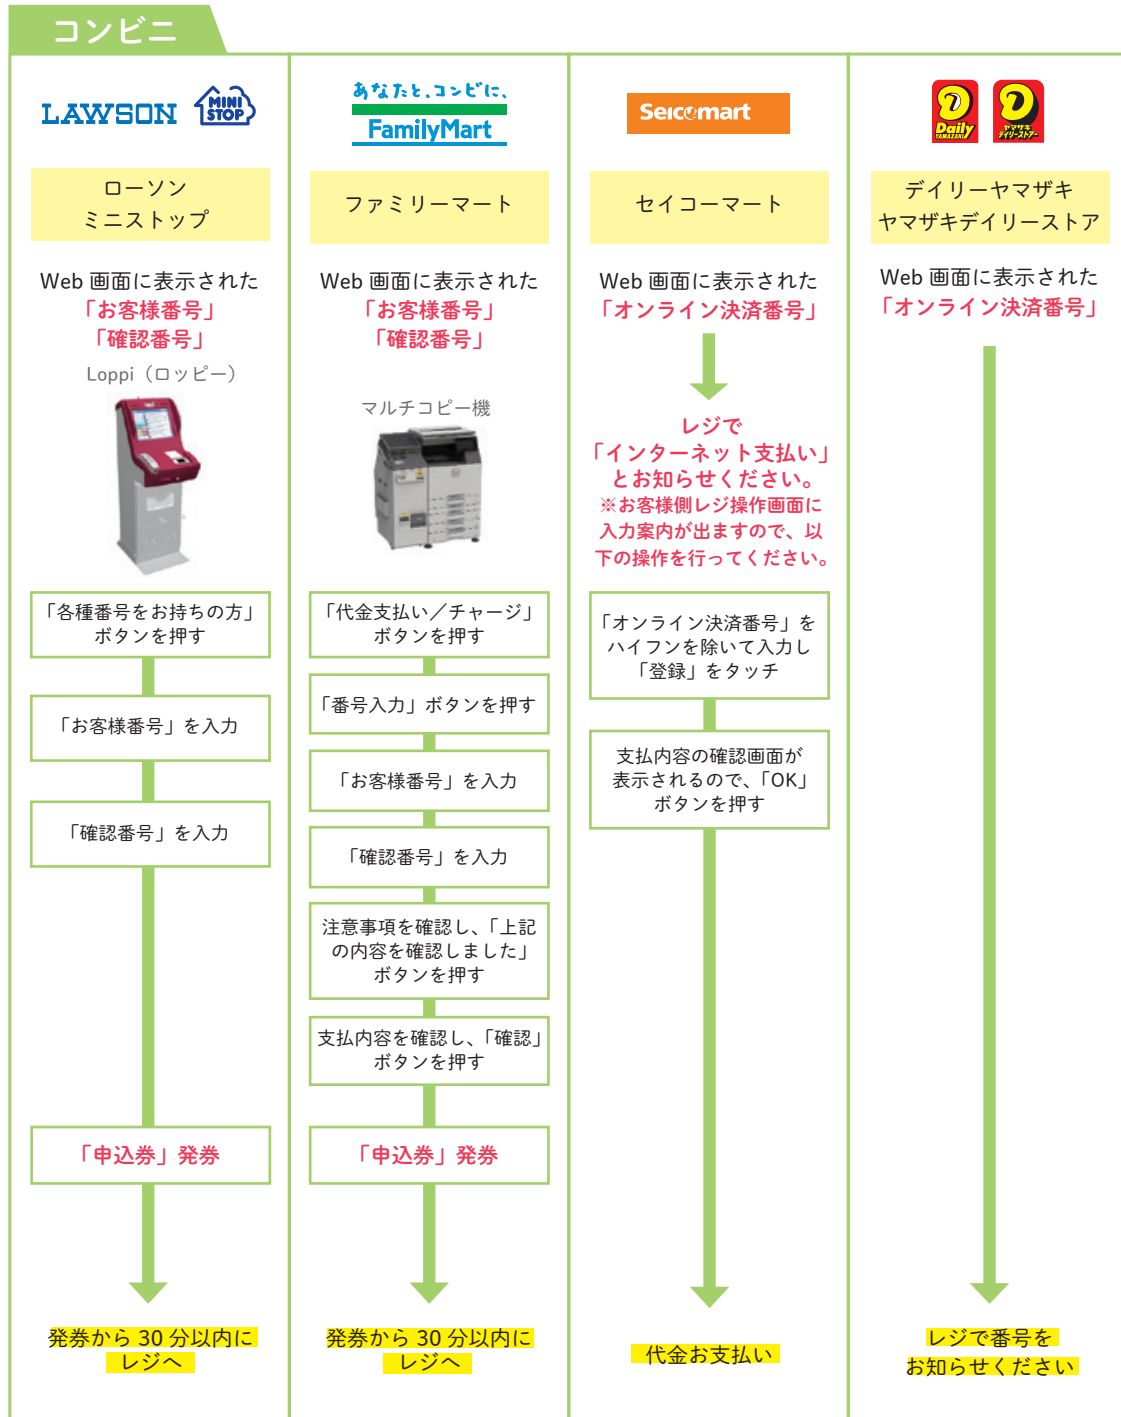 コンビニ
LAWSON
MINI
STOP
ローソン
ミニストップ
Web 画面に表示された
「お客様番号」
「確認番号」
Loppi（ロッピー）
「各種番号をお持ちの方」
ボタンを押す
「お客様番号」を入力
「確認番号」を入力
「申込券」発券
発券から 30 分以内に
レジへ
あなたと、コンビに、
FamilyMart
ファミリーマート
Web 画面に表示された
「お客様番号」
「確認番号」
マルチコピー機
「代金支払い／チャージ」
ボタンを押す
「番号入力」ボタンを押す
「お客様番号」を入力
「確認番号」を入力
注意事項を確認し、「上記
の内容を確認しました」
ボタンを押す
支払内容を確認し、「確認」
ボタンを押す
「申込券」発券
発券から 30 分以内に
レジへ
Seicomart
セイコーマート
Web 画面に表示された
「オンライン決済番号」
レジで
「インターネット支払い」
とお知らせください。
※お客様側レジ操作画面に
入力案内が出ますので、以
下の操作を行ってください。
「オンライン決済番号」を
ハイフンを除いて入力し
「登録」をタッチ
支払内容の確認画面が
表示されるので、「OK」
ボタンを押す
代金お支払い
Daily
YAMAZAKI
ヤマザキ
デイリーストアー
デイリーヤマザキ
ヤマザキデイリーストア
Web 画面に表示された
「オンライン決済番号」
レジで番号を
お知らせください